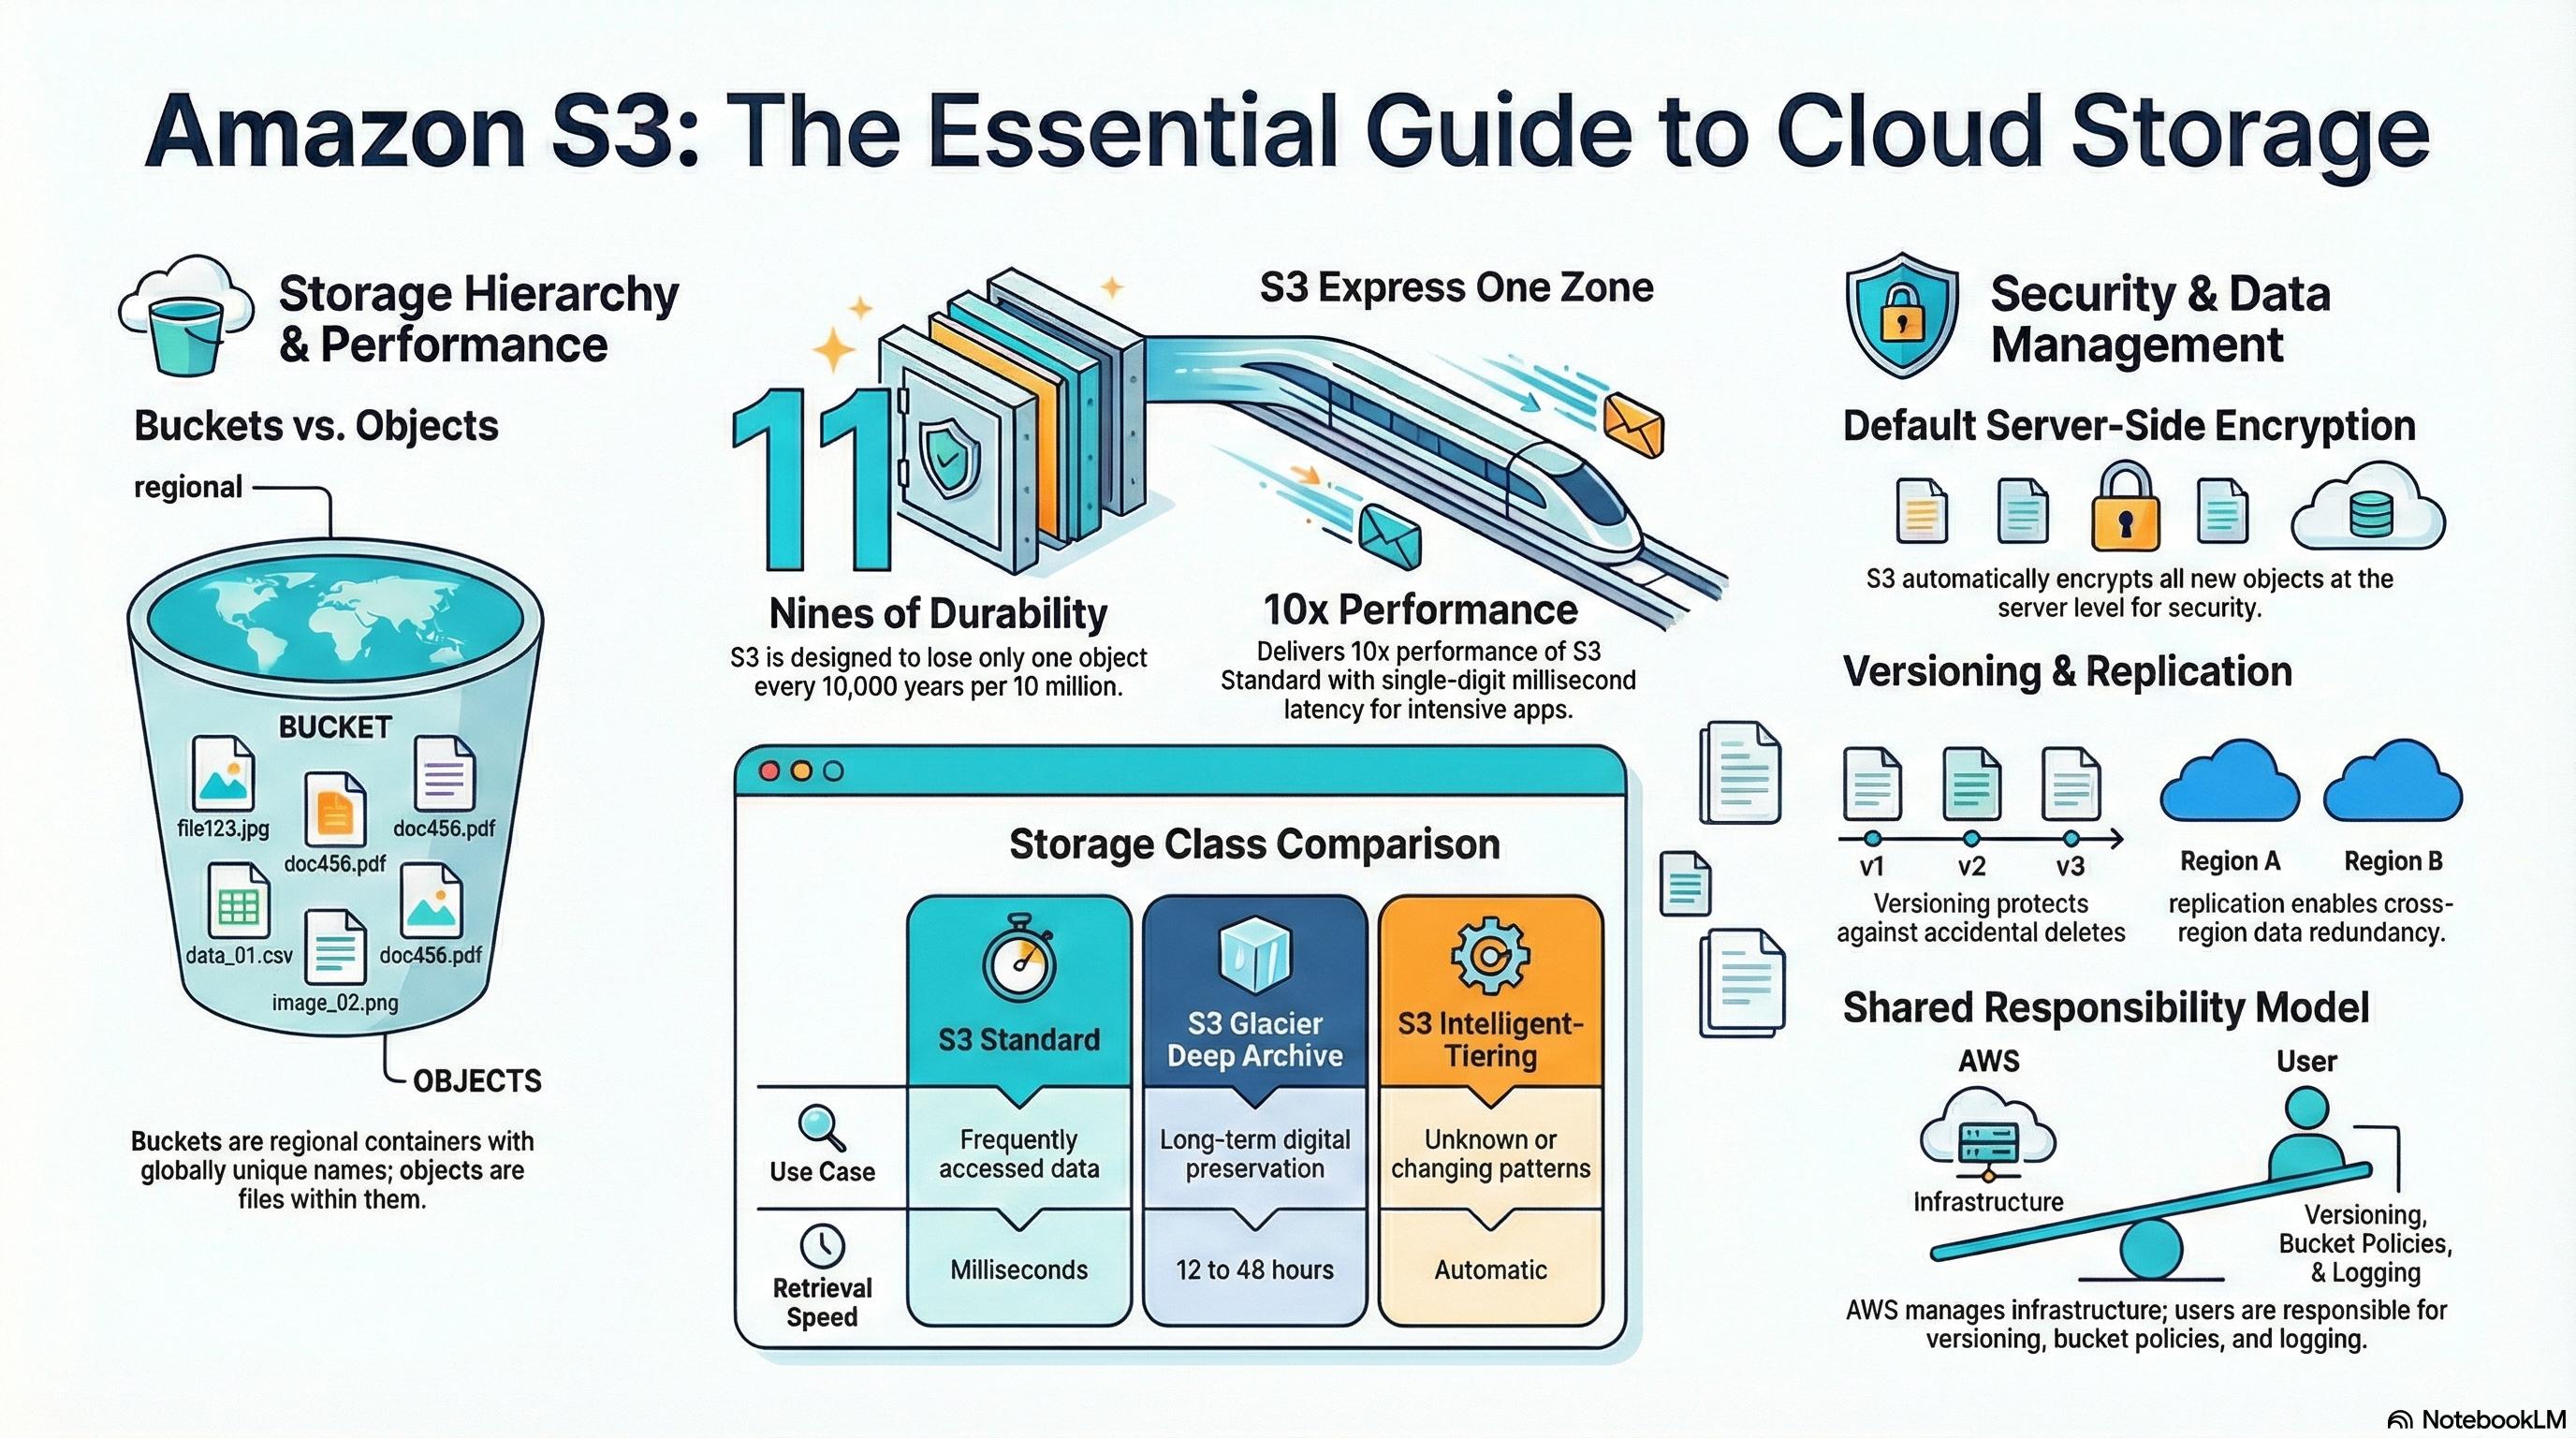 Amazon S3: The Essential Guide to Cloud Storage
Storage Hierarchy
& Performance
Buckets vs. Objects
regional
BUCKET
file123.jpg
doc456.pdf
doc456.pdf
data_01.csv
doc456.pdf
image_02.png
OBJECTS
Buckets are regional containers with
globally unique names; objects are
files within them.
11
Nines of Durability
S3 is designed to lose only one object
every 10,000 years per 10 million.
S3 Express One Zone
10x Performance
Delivers 10x performance of S3
Standard with single-digit millisecond
latency for intensive apps.
Storage Class Comparison
S3 Standard
S3 Glacier
Deep Archive
S3 Intelligent-
Tiering
Use Case
Frequently
accessed data
Long-term digital
preservation
Unknown or
changing patterns
Retrieval
Speed
Milliseconds
12 to 48 hours
Automatic
Security & Data
Management
Default Server-Side Encryption
S3 automatically encrypts all new objects at the
server level for security.
Versioning & Replication
v1
v2
v3
Versioning protects
against accidental deletes
Region A
Region B
replication enables cross-
region data redundancy.
Shared Responsibility Model
AWS
User
Infrastructure
Versioning,
Bucket Policies,
& Logging
AWS manages infrastructure; users are responsible for
versioning, bucket policies, and logging.
NotebookLM